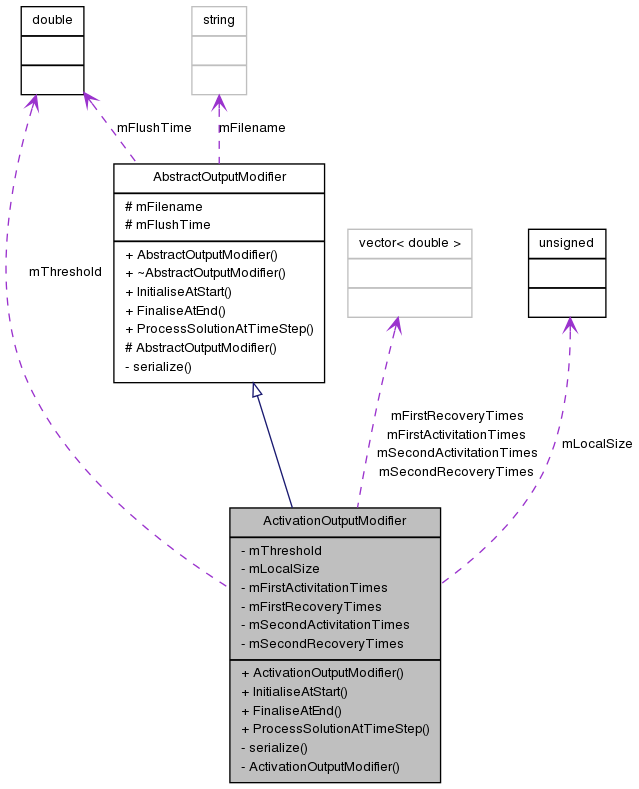 double
string
mFlushTime
mFilename
AbstractOutputModifier
# mFilename
# mFlushTime
+ AbstractOutputModifier()
+ ~AbstractOutputModifier()
+ InitialiseAtStart()
+ FinaliseAtEnd()
+ ProcessSolutionAtTimeStep()
# AbstractOutputModifier()
- serialize()
vector< double >
unsigned
mThreshold
mFirstRecoveryTimes
mFirstActivitationTimes
mSecondActivitationTimes
mSecondRecoveryTimes
mLocalSize
ActivationOutputModifier
- mThreshold
- mLocalSize
- mFirstActivitationTimes
- mFirstRecoveryTimes
- mSecondActivitationTimes
- mSecondRecoveryTimes
+ ActivationOutputModifier()
+ InitialiseAtStart()
+ FinaliseAtEnd()
+ ProcessSolutionAtTimeStep()
- serialize()
- ActivationOutputModifier()